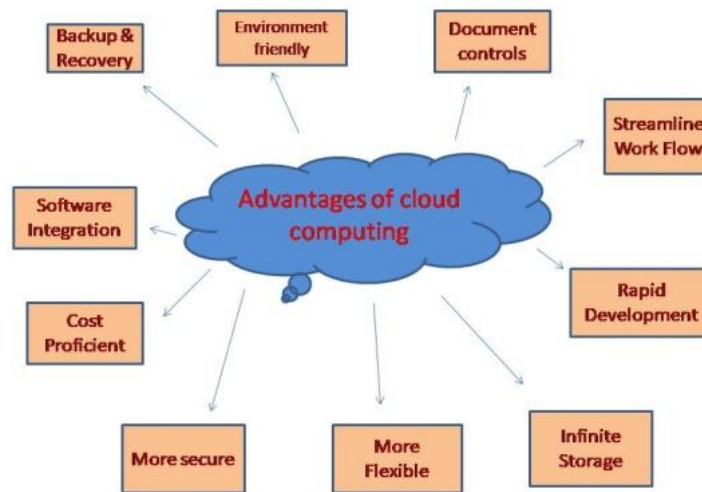 Backup &
Recovery
Environment
friendly
Document
controls
Streamline
Work Flow
Advantages of cloud
computing
Software
Integration
Rapid
Development
Cost
Proficient
More secure
More
Flexible
Infinite
Storage